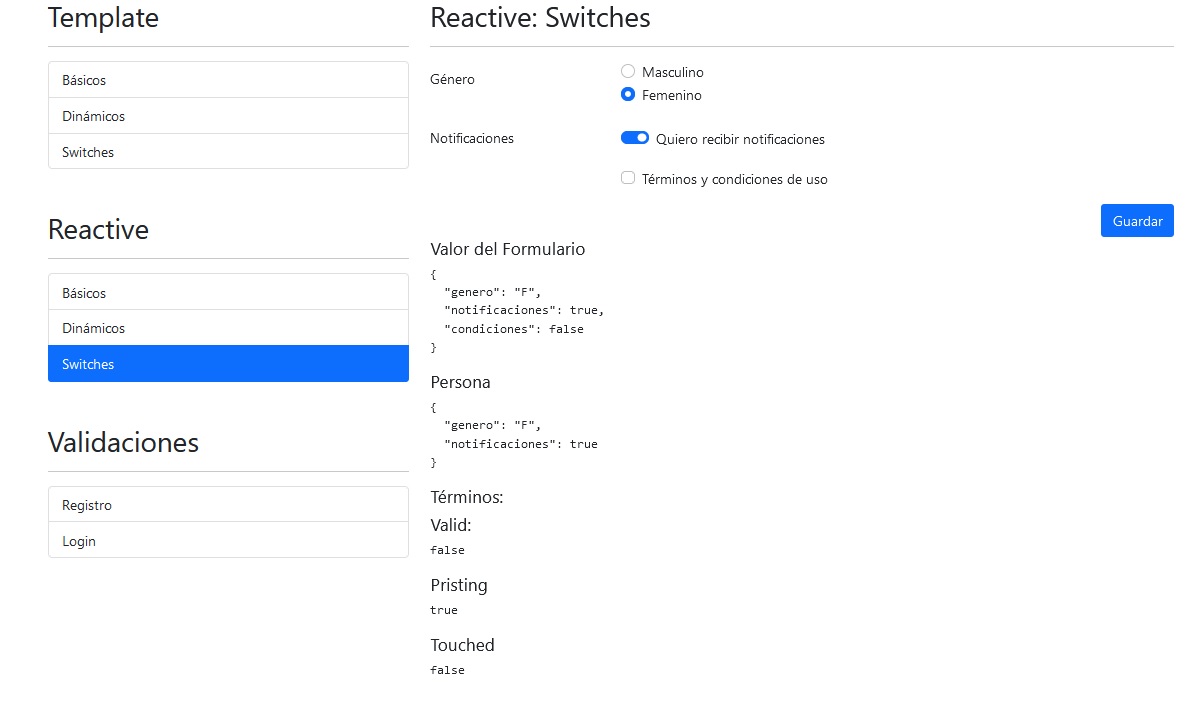 Template
Básicos
Dinámicos
Switches
Reactive
Básicos
Dinámicos
Switches
Validaciones
Registro
Login
Reactive: Switches
Género
Masculino
Femenino
Notificaciones
Quiero recibir notificaciones
Términos y condiciones de uso
Guardar
Valor del Formulario
{
  "genero": "F",
  "notificaciones": true,
  "condiciones": false
}
Persona
{
  "genero": "F",
  "notificaciones": true
}
Términos:
Valid:
false
Pristing
true
Touched
false